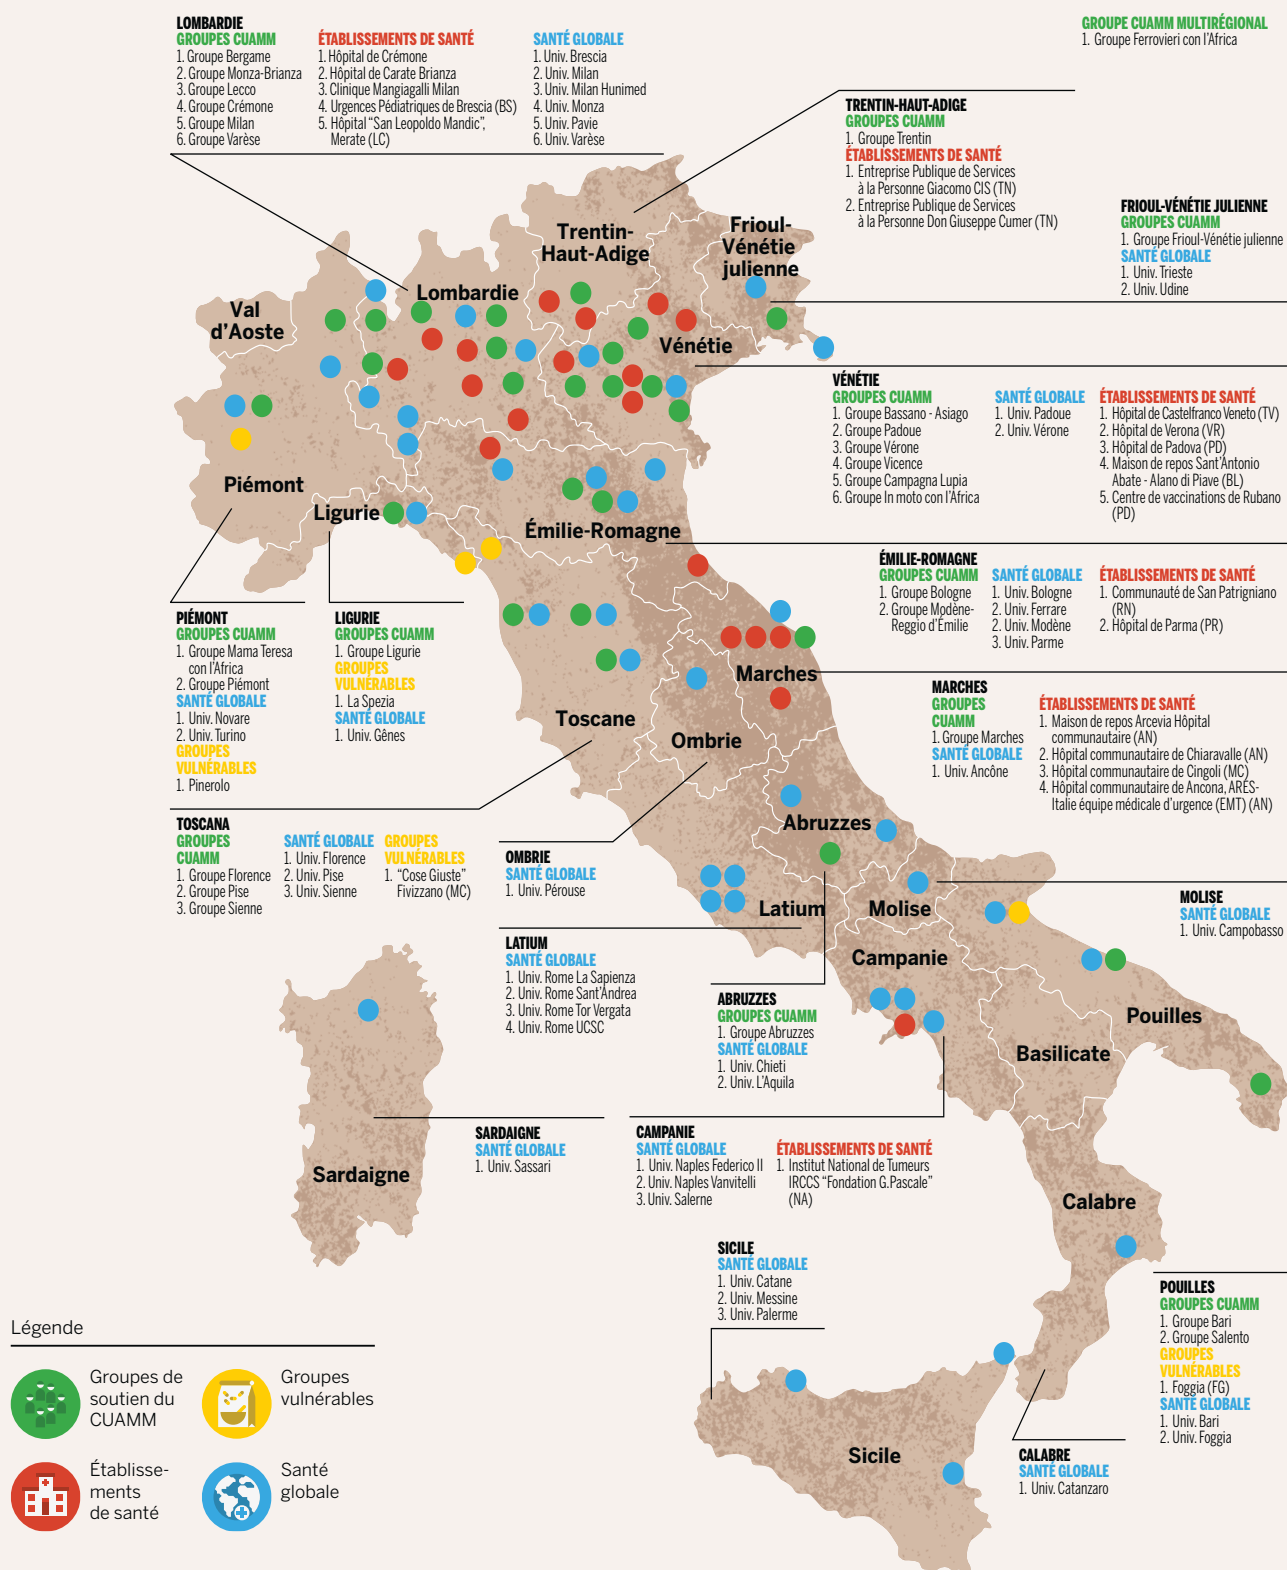 LOMBARDIE
GROUPES CUAMM
1. Groupe Bergame
2. Groupe Monza-Brianza
3. Groupe Lecco
4. Groupe Crémone
5. Groupe Milan
6. Groupe Varèse
ÉTABLISSEMENTS DE SANTÉ
1. Hôpital de Crémone
2. Hôpital de Carate Brianza
3. Clinique Mangiagalli Milan
4. Urgences Pédiatriques de Brescia (BS)
5. Hôpital “San Leopoldo Mandic”,
Merate (LC)
SANTÉ GLOBALE
1. Univ. Brescia
2. Univ. Milan
3. Univ. Milan Hunimed
4. Univ. Monza
5. Univ. Pavie
6. Univ. Varèse
GROUPE CUAMM MULTIRÉGIONAL
1. Groupe Ferrovieri con l’Africa
TRENTIN-HAUT-ADIGE
GROUPES CUAMM
1. Groupe Trentin
ÉTABLISSEMENTS DE SANTÉ
1. Entreprise Publique de Services
à la Personne Giacomo CIS (TN)
2. Entreprise Publique de Services
à la Personne Don Giuseppe Cumer (TN)
FRIOUL-VÉNÉTIE JULIENNE
GROUPES CUAMM
1. Groupe Frioul-Vénétie julienne
SANTÉ GLOBALE
1. Univ. Trieste
2. Univ. Udine
Trentin-
Haut-Adige
Frioul-
Vénétie
julienne
Lombardie
Val
d’Aoste
Vénétie
Piémont
Ligurie
Émilie-Romagne
VÉNÉTIE
GROUPES CUAMM
1. Groupe Bassano - Asiago
2. Groupe Padoue
3. Groupe Vérone
4. Groupe Vicence
5. Groupe Campagna Lupia
6. Groupe In moto con l’Africa
SANTÉ GLOBALE
1. Univ. Padoue
2. Univ. Vérone
ÉTABLISSEMENTS DE SANTÉ
1. Hôpital de Castelfranco Veneto (TV)
2. Hôpital de Verona (VR)
3. Hôpital de Padova (PD)
4. Maison de repos Sant’Antonio
Abate - Alano di Piave (BL)
5. Centre de vaccinations de Rubano
(PD)
ÉMILIE-ROMAGNE
GROUPES CUAMM
1. Groupe Bologne
2. Groupe Modène-
Reggio d’Émilie
SANTÉ GLOBALE
1. Univ. Bologne
2. Univ. Ferrare
2. Univ. Modène
3. Univ. Parme
ÉTABLISSEMENTS DE SANTÉ
1. Communauté de San Patrigniano
(RN)
2. Hôpital de Parma (PR)
PIÉMONT
GROUPES CUAMM
1. Groupe Mama Teresa
con l’Africa
2. Groupe Piémont
SANTÉ GLOBALE
1. Univ. Novare
2. Univ. Turino
GROUPES
VULNÉRABLES
1. Pinerolo
LIGURIE
GROUPES CUAMM
1. Groupe Ligurie
GROUPES
VULNÉRABLES
1. La Spezia
SANTÉ GLOBALE
1. Univ. Gênes
Marches
Toscane
Ombrie
MARCHES
GROUPES
CUAMM
1. Groupe Marches
SANTÉ GLOBALE
1. Univ. Ancône
ÉTABLISSEMENTS DE SANTÉ
1. Maison de repos Arcevia Hôpital
communautaire (AN)
2. Hôpital communautaire de Chiaravalle (AN)
3. Hôpital communautaire de Cingoli (MC)
4. Hôpital communautaire de Ancona, ARES-
Italie équipe médicale d’urgence (EMT) (AN)
TOSCANA
GROUPES
CUAMM
1. Groupe Florence
2. Groupe Pise
3. Groupe Sienne
SANTÉ GLOBALE
1. Univ. Florence
2. Univ. Pise
3. Univ. Sienne
GROUPES
VULNÉRABLES
1. “Cose Giuste”
Fivizzano (MC)
OMBRIE
SANTÉ GLOBALE
1. Univ. Pérouse
Abruzzes
Latium
Molise
MOLISE
SANTÉ GLOBALE
1. Univ. Campobasso
LATIUM
SANTÉ GLOBALE
1. Univ. Rome La Sapienza
2. Univ. Rome Sant’Andrea
3. Univ. Rome Tor Vergata
4. Univ. Rome UCSC
Campanie
Pouilles
Basilicate
ABRUZZES
GROUPES CUAMM
1. Groupe Abruzzes
SANTÉ GLOBALE
1. Univ. Chieti
2. Univ. L’Aquila
Sardaigne
SARDAIGNE
SANTÉ GLOBALE
1. Univ. Sassari
CAMPANIE
SANTÉ GLOBALE
1. Univ. Naples Federico II
2. Univ. Naples Vanvitelli
3. Univ. Salerne
ÉTABLISSEMENTS DE SANTÉ
1. Institut National de Tumeurs
IRCCS “Fondation G.Pascale”
(NA)
Calabre
SICILE
SANTÉ GLOBALE
1. Univ. Catane
2. Univ. Messine
3. Univ. Palerme
POUILLES
GROUPES CUAMM
1. Groupe Bari
2. Groupe Salento
GROUPES
VULNÉRABLES
1. Foggia (FG)
SANTÉ GLOBALE
1. Univ. Bari
2. Univ. Foggia
Sicile
CALABRE
SANTÉ GLOBALE
1. Univ. Catanzaro
Légende
Groupes de
soutien du
CUAMM
Groupes
vulnérables
Établisse-
ments
de santé
Santé
globale